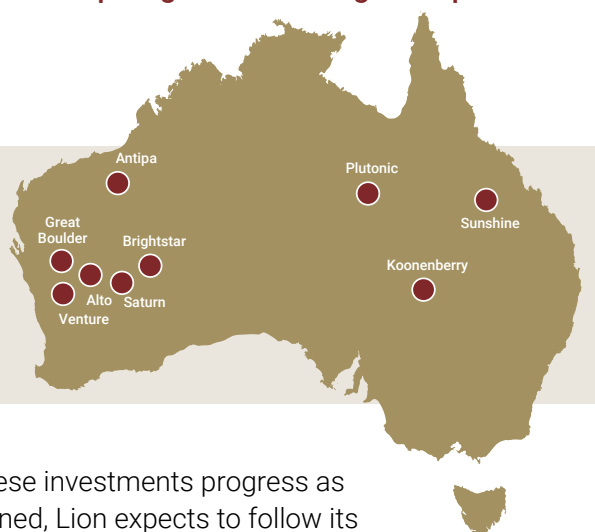 Antipa
Plutonic
Sunshine
Great
Boulder
Brightstar
Koonenberry
Alto
Saturn
Venture
ese investments progress as
ned, Lion expects to follow its